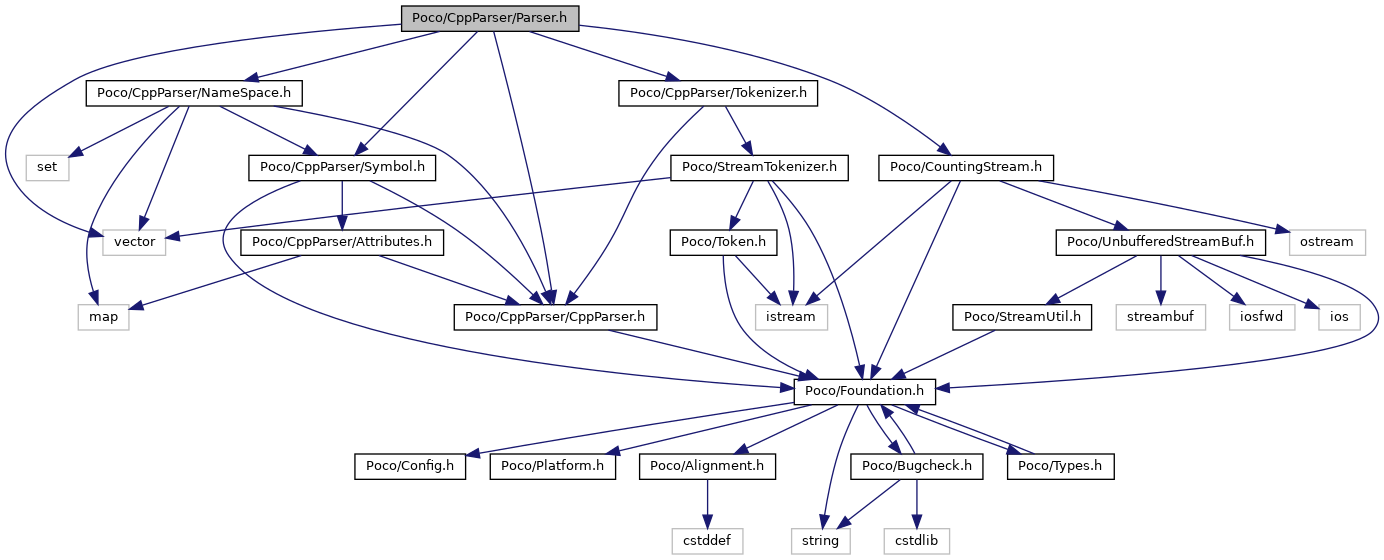 Poco/CppParser/Parser.h
Poco/CppParser/NameSpace.h
Poco/CppParser/Tokenizer.h
set
Poco/CppParser/Symbol.h
Poco/StreamTokenizer.h
Poco/CountingStream.h
vector
Poco/CppParser/Attributes.h
Poco/Token.h
Poco/UnbufferedStreamBuf.h
ostream
map
Poco/CppParser/CppParser.h
istream
Poco/StreamUtil.h
streambuf
iosfwd
ios
Poco/Foundation.h
Poco/Config.h
Poco/Platform.h
Poco/Alignment.h
Poco/Bugcheck.h
Poco/Types.h
cstddef
string
cstdlib